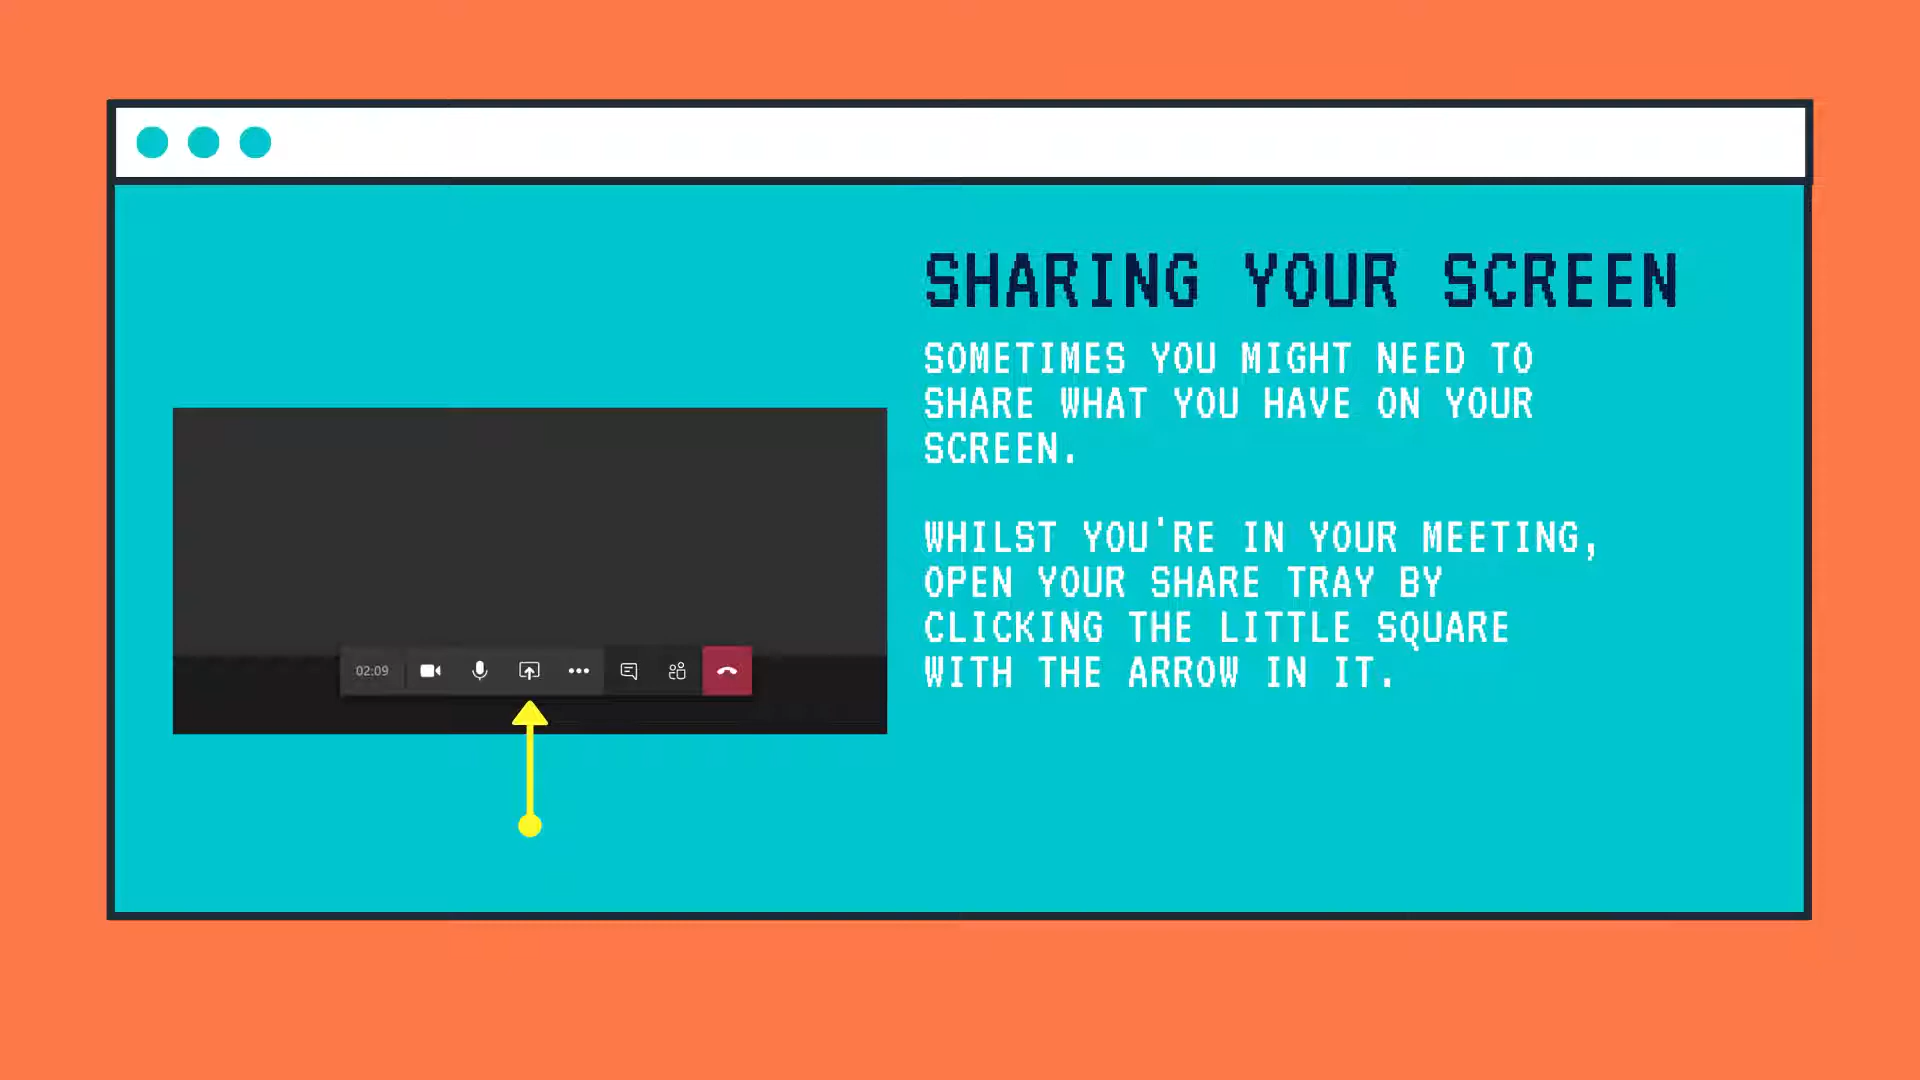 SHARING YOUR SCREEN
SOMETIMES YOU MIGHT NEED TO
SHARE WHAT YOU HAVE ON YOUR
SCREEN.
WHILST YOU'RE IN YOUR MEETING,
OPEN YOUR SHARE TRAY BY
CLICKING THE LITTLE SQUARE
WITH THE ARROW IN IT.
02:09